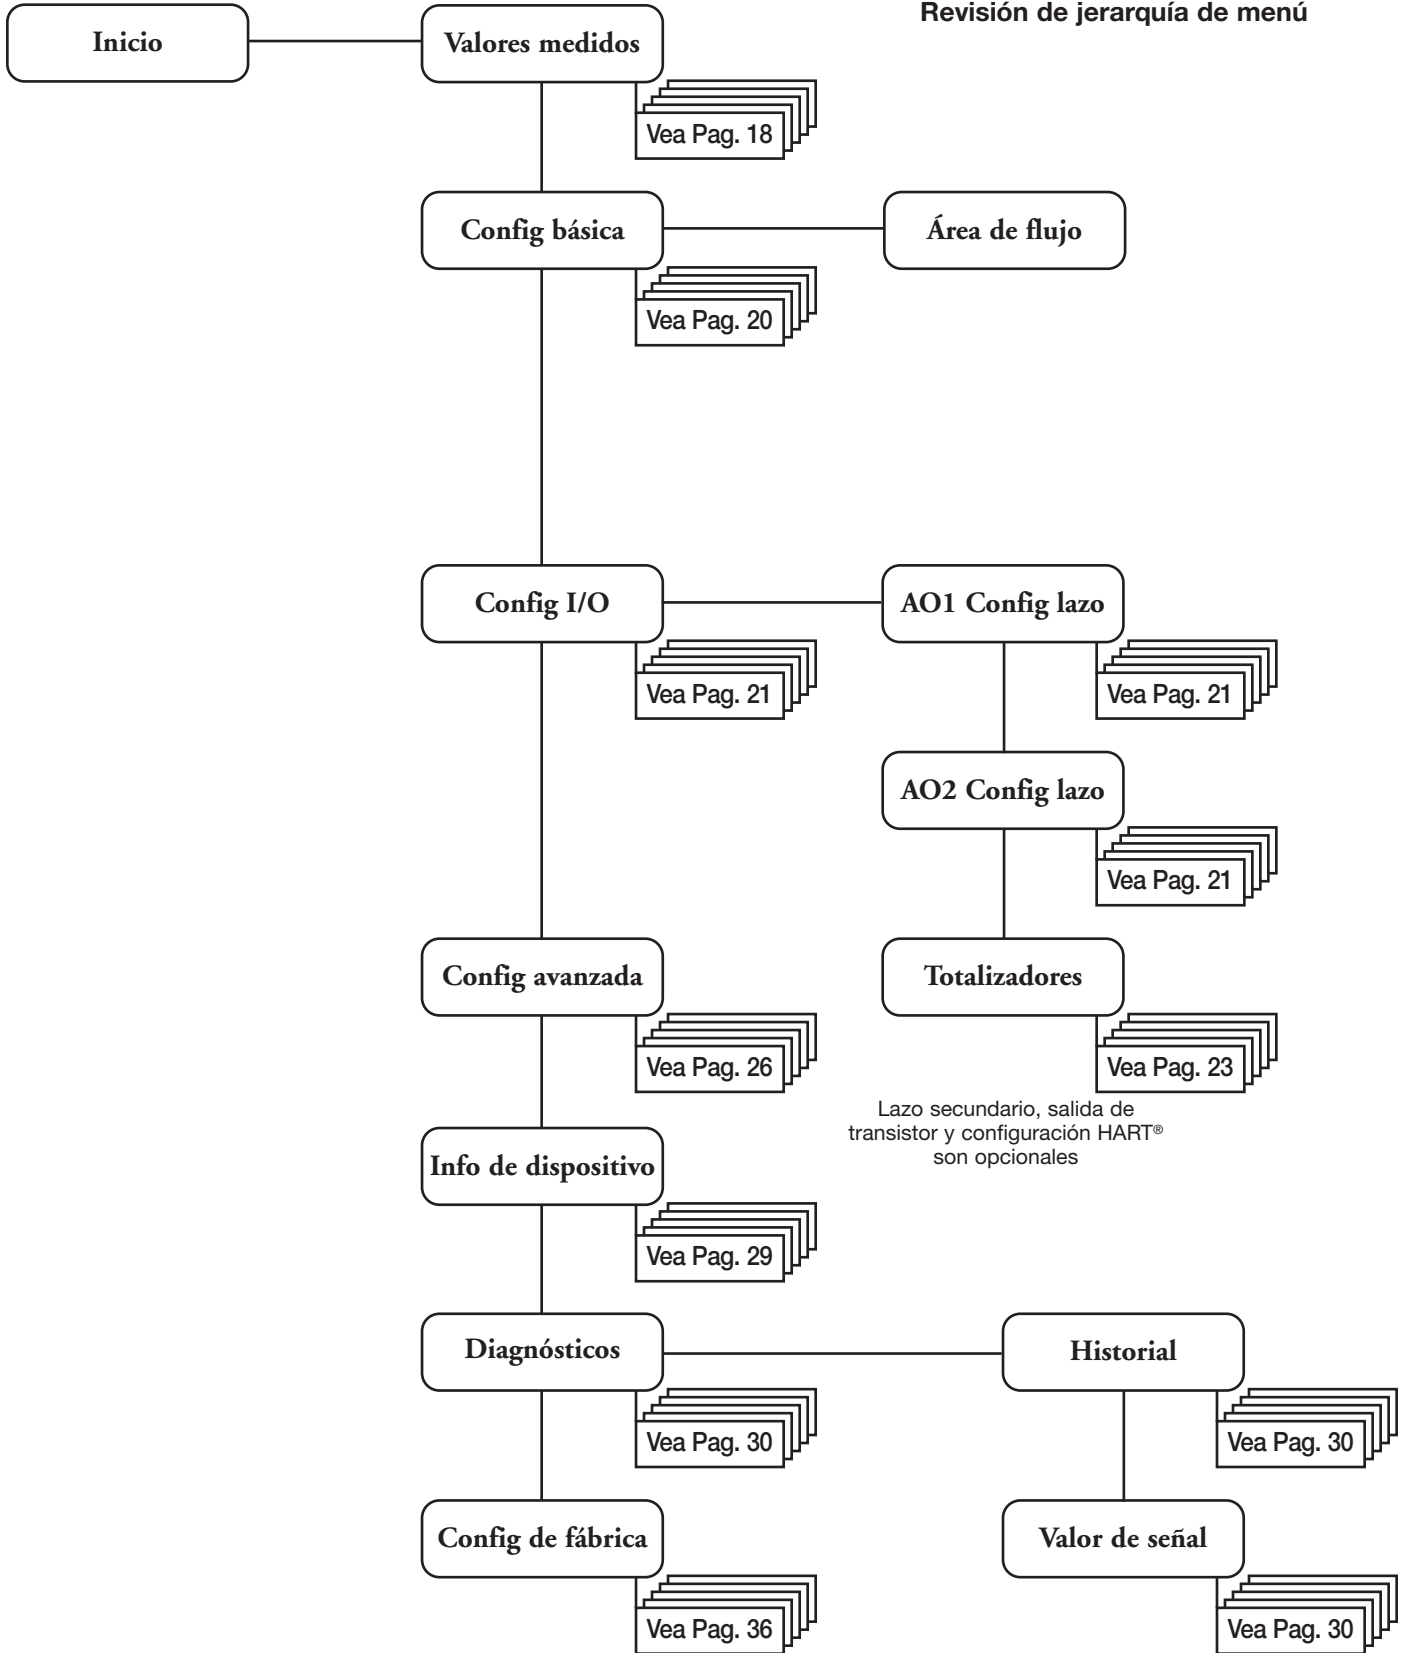 Revisión de jerarquía de menú
Inicio
Valores medidos
Vea Pag. 18
Config básica
Área de flujo
Vea Pag. 20
Config I/O
AO1 Config lazo
Vea Pag. 21
Vea Pag. 21
AO2 Config lazo
Vea Pag. 21
Config avanzada
Totalizadores
Vea Pag. 26
Vea Pag. 23
Lazo secundario, salida de
transistor y configuración HART®
son opcionales
Info de dispositivo
Vea Pag. 29
Diagnósticos
Historial
Vea Pag. 30
Vea Pag. 30
Config de fábrica
Valor de señal
Vea Pag. 36
Vea Pag. 30